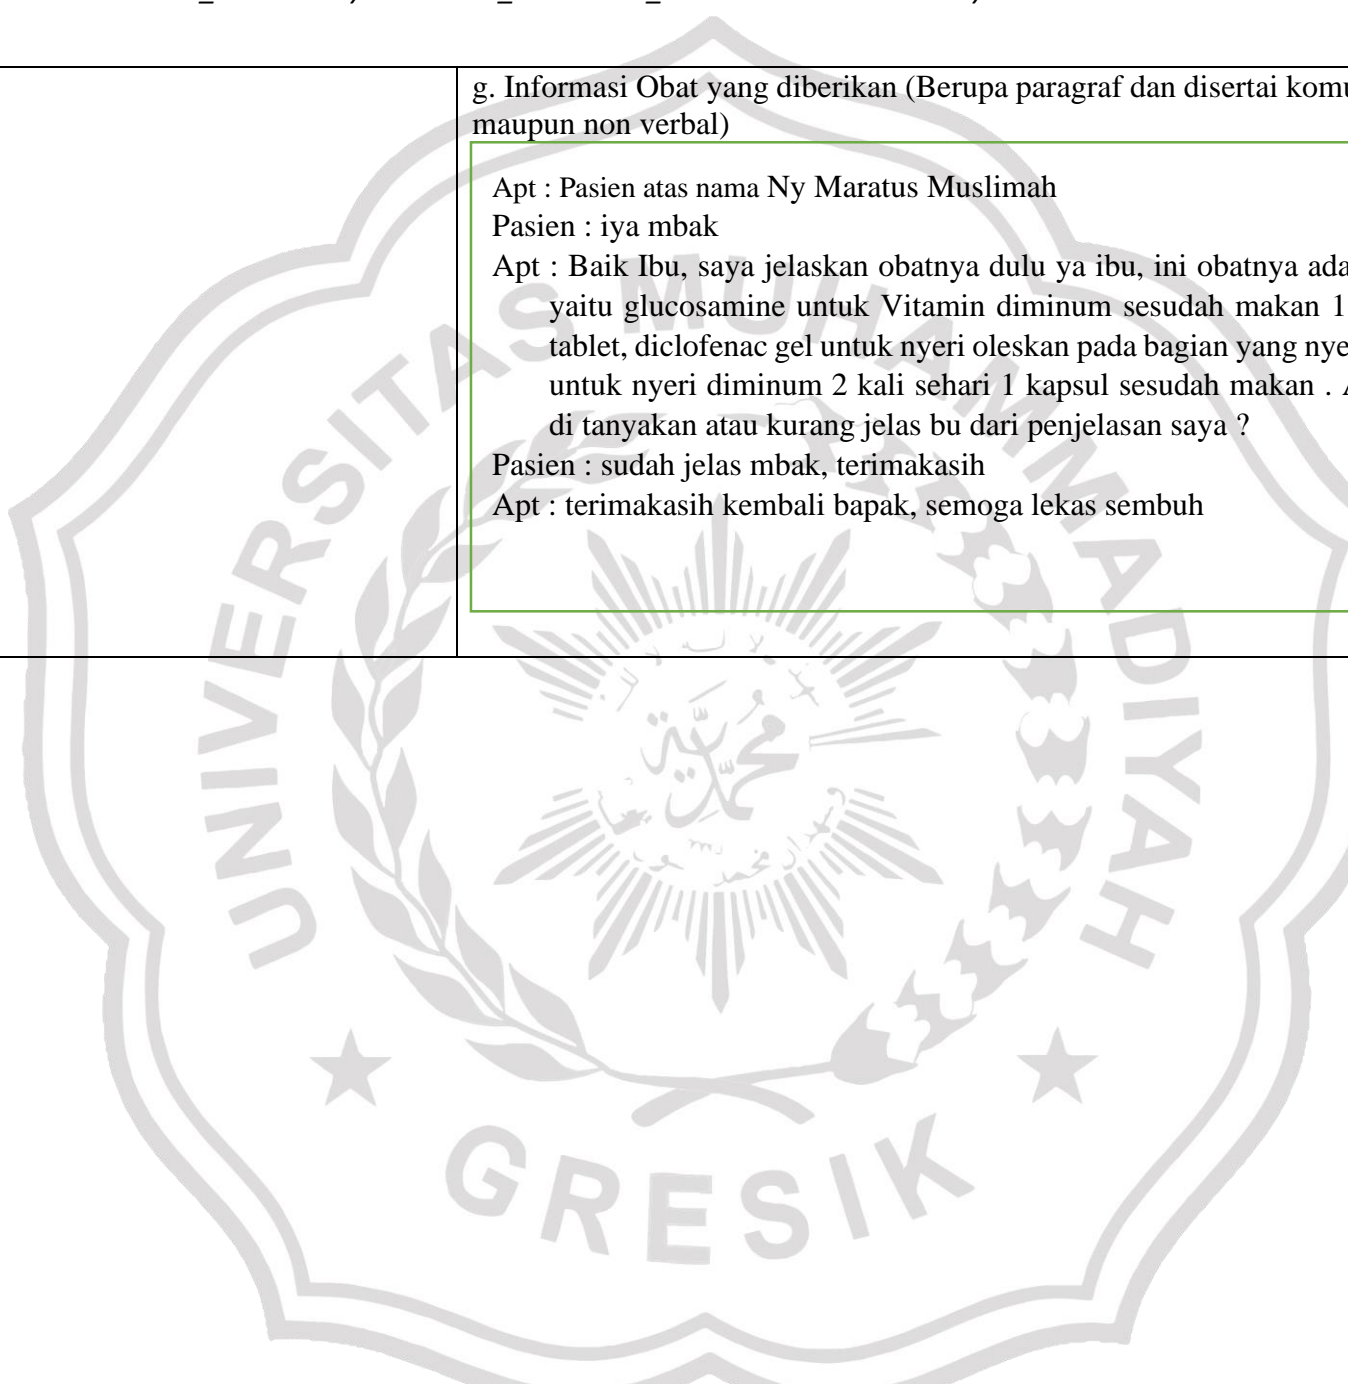 g. Informasi Obat yang diberikan (Berupa paragraf dan disertai
maupun non verbal)
Apt : Pasien atas nama Ny Maratus Muslimah
Pasien : iya mbak
Apt : Baik Ibu, saya jelaskan obatnya dulu ya ibu, ini obatnya ada
yaitu glucosamine untuk Vitamin diminum sesudah makan 1
tablet, diclofenac gel untuk nyeri oleskan pada bagian yang
untuk nyeri diminum 2 kali sehari 1 kapsul sesudah makan .
di tanyakan atau kurang jelas bu dari penjelasan saya ?
Pasien : sudah jelas mbak, terimakasih
Apt : terimakasih kembali bapak, semoga lekas sembuh
UNIVERSITAS MUHAMMADIYAH
محمد
GRESIK